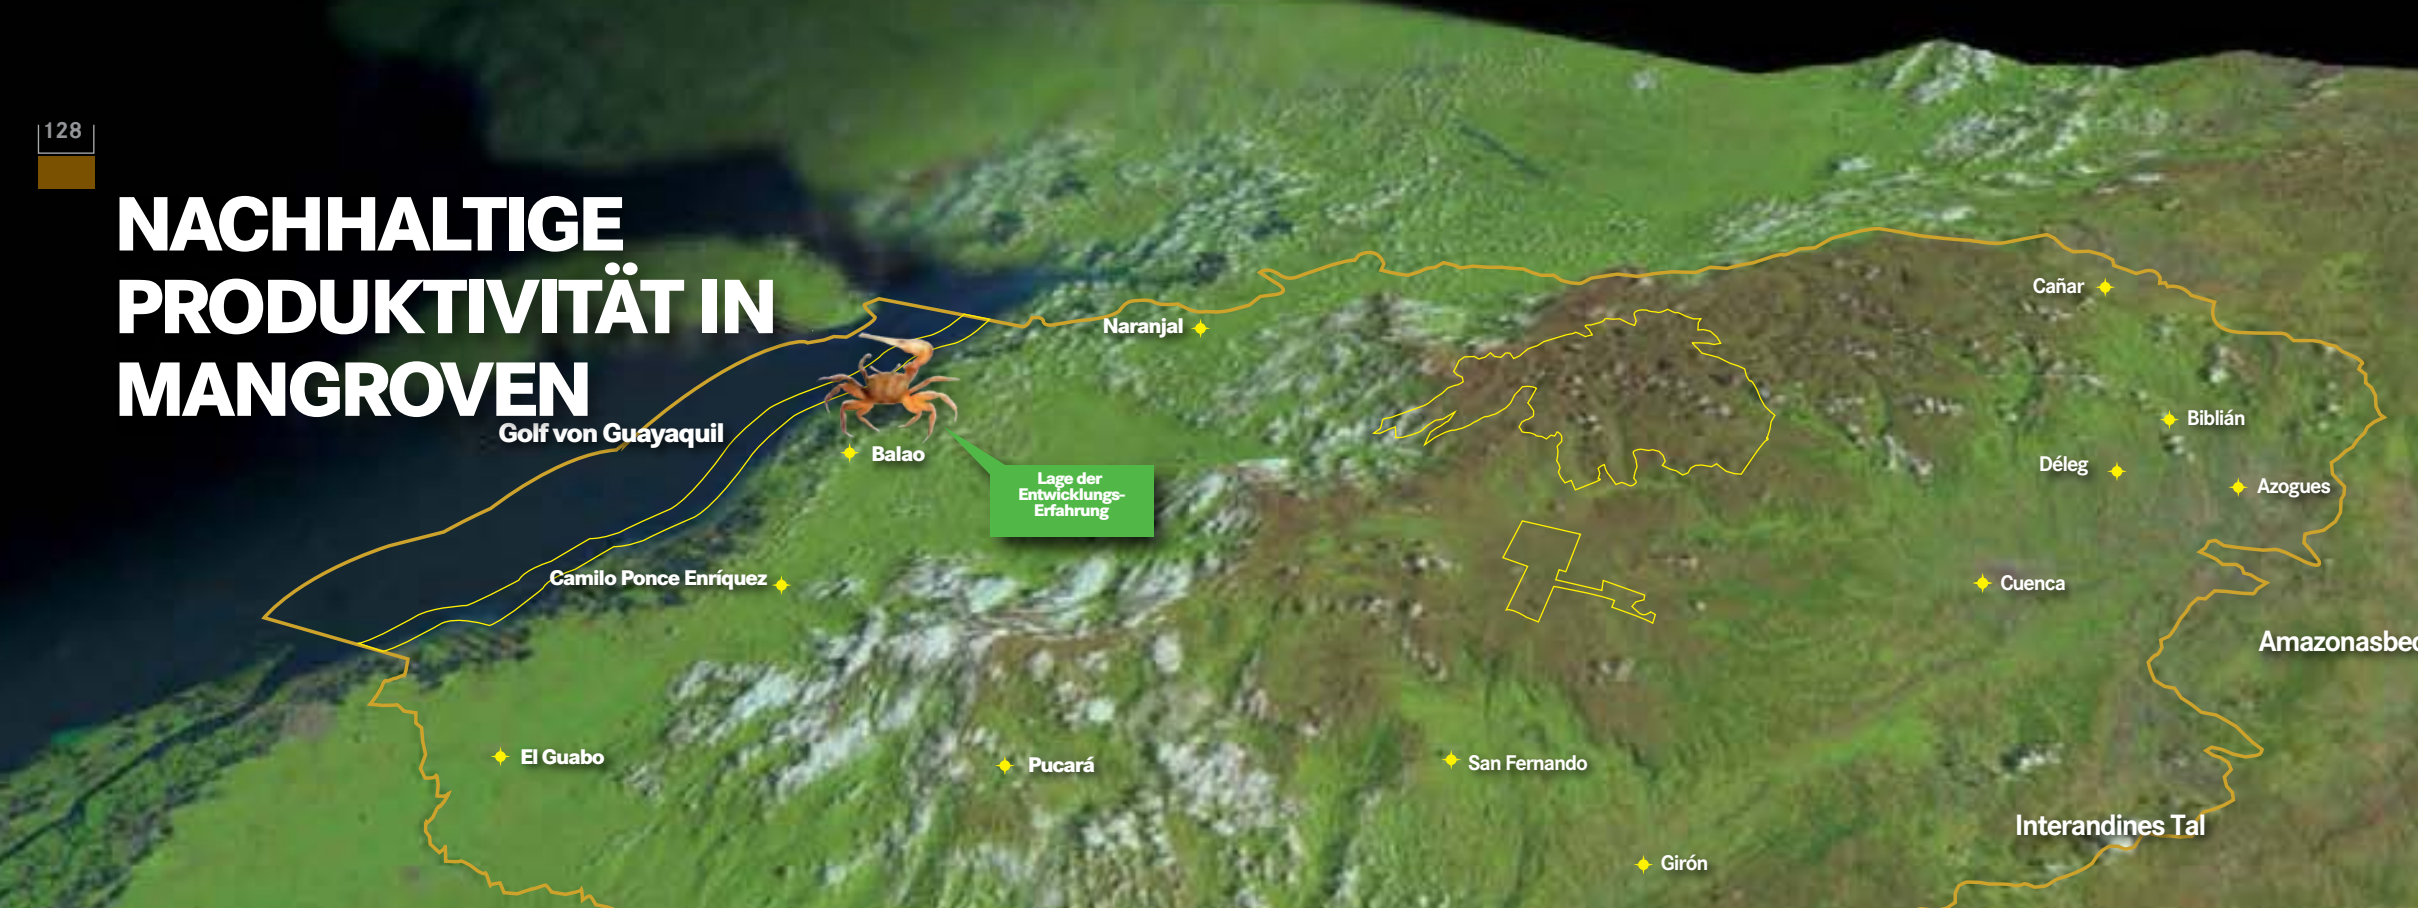 128
NACHHALTIGE
PRODUKTIVITÄT IN
MANGROVEN
Golf von Guayaquil
Naranjal
Cañar
Balao
Biblián
Déleg
Azogues
Lage der
Entwicklungs-
Erfahrung
Camilo Ponce Enríquez
Cuenca
Amazonasbec
El Guabo
Pucará
San Fernando
Interandines Tal
Girón